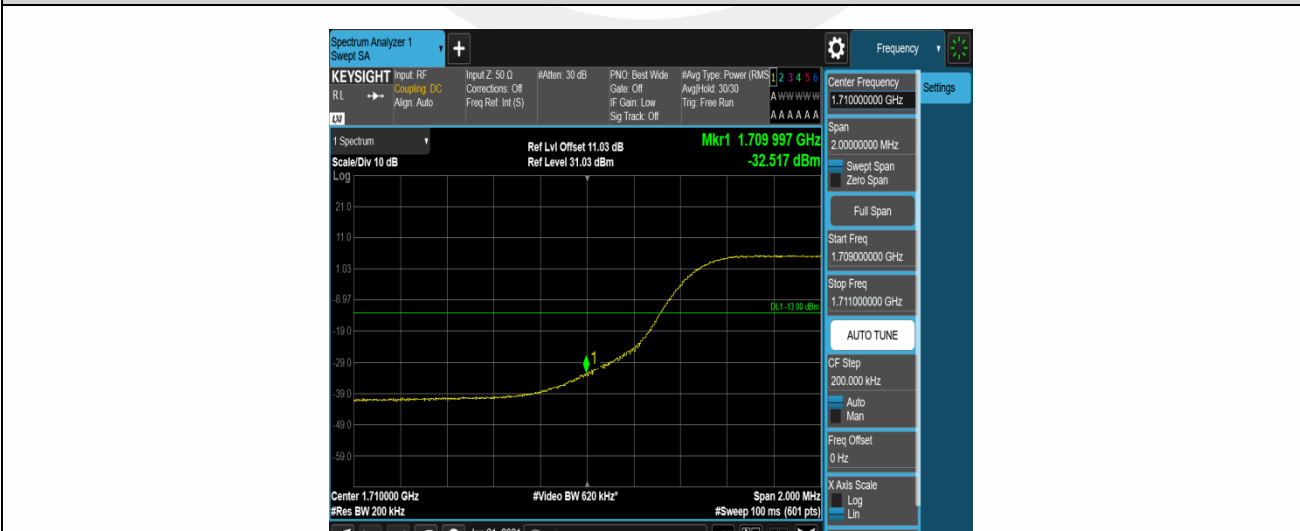 Spectrum Analyzer 1
Swept SA
Frequency
KEYSIGHT
RL
LXI
Input: RF
Coupling: DC
Align: Auto
Input Z: 50 Ω
Corrections: Off
Freq Ref: Int (S)
#Atten: 30 dB
PNO: Best Wide
Gate: Off
IF Gain: Low
Sig Track: Off
#Avg Type: Power (RMS
Avg|Hold: 30/30
Trig: Free Run
1 2 3 4 5 6
A W W W W W
A A A A A A
Center Frequency
1.710000000 GHz
Settings
1 Spectrum
Scale/Div 10 dB
Ref Lvl Offset 11.03 dB
Ref Level 31.03 dBm
Mkr1 1.709 997 GHz
-32.517 dBm
Span
2.00000000 MHz
Swept Span
Zero Span
Full Span
Start Freq
1.709000000 GHz
Stop Freq
1.711000000 GHz
AUTO TUNE
CF Step
200.000 kHz
Auto
Man
Freq Offset
0 Hz
X Axis Scale
Log
Lin
Log
21.0
11.0
1.03
-8.97
DL1 -13.00 dBm
-19.0
-29.0
1
-39.0
-49.0
-59.0
Center 1.710000 GHz
#Res BW 200 kHz
#Video BW 620 kHz*
Span 2.000 MHz
#Sweep 100 ms (601 pts)